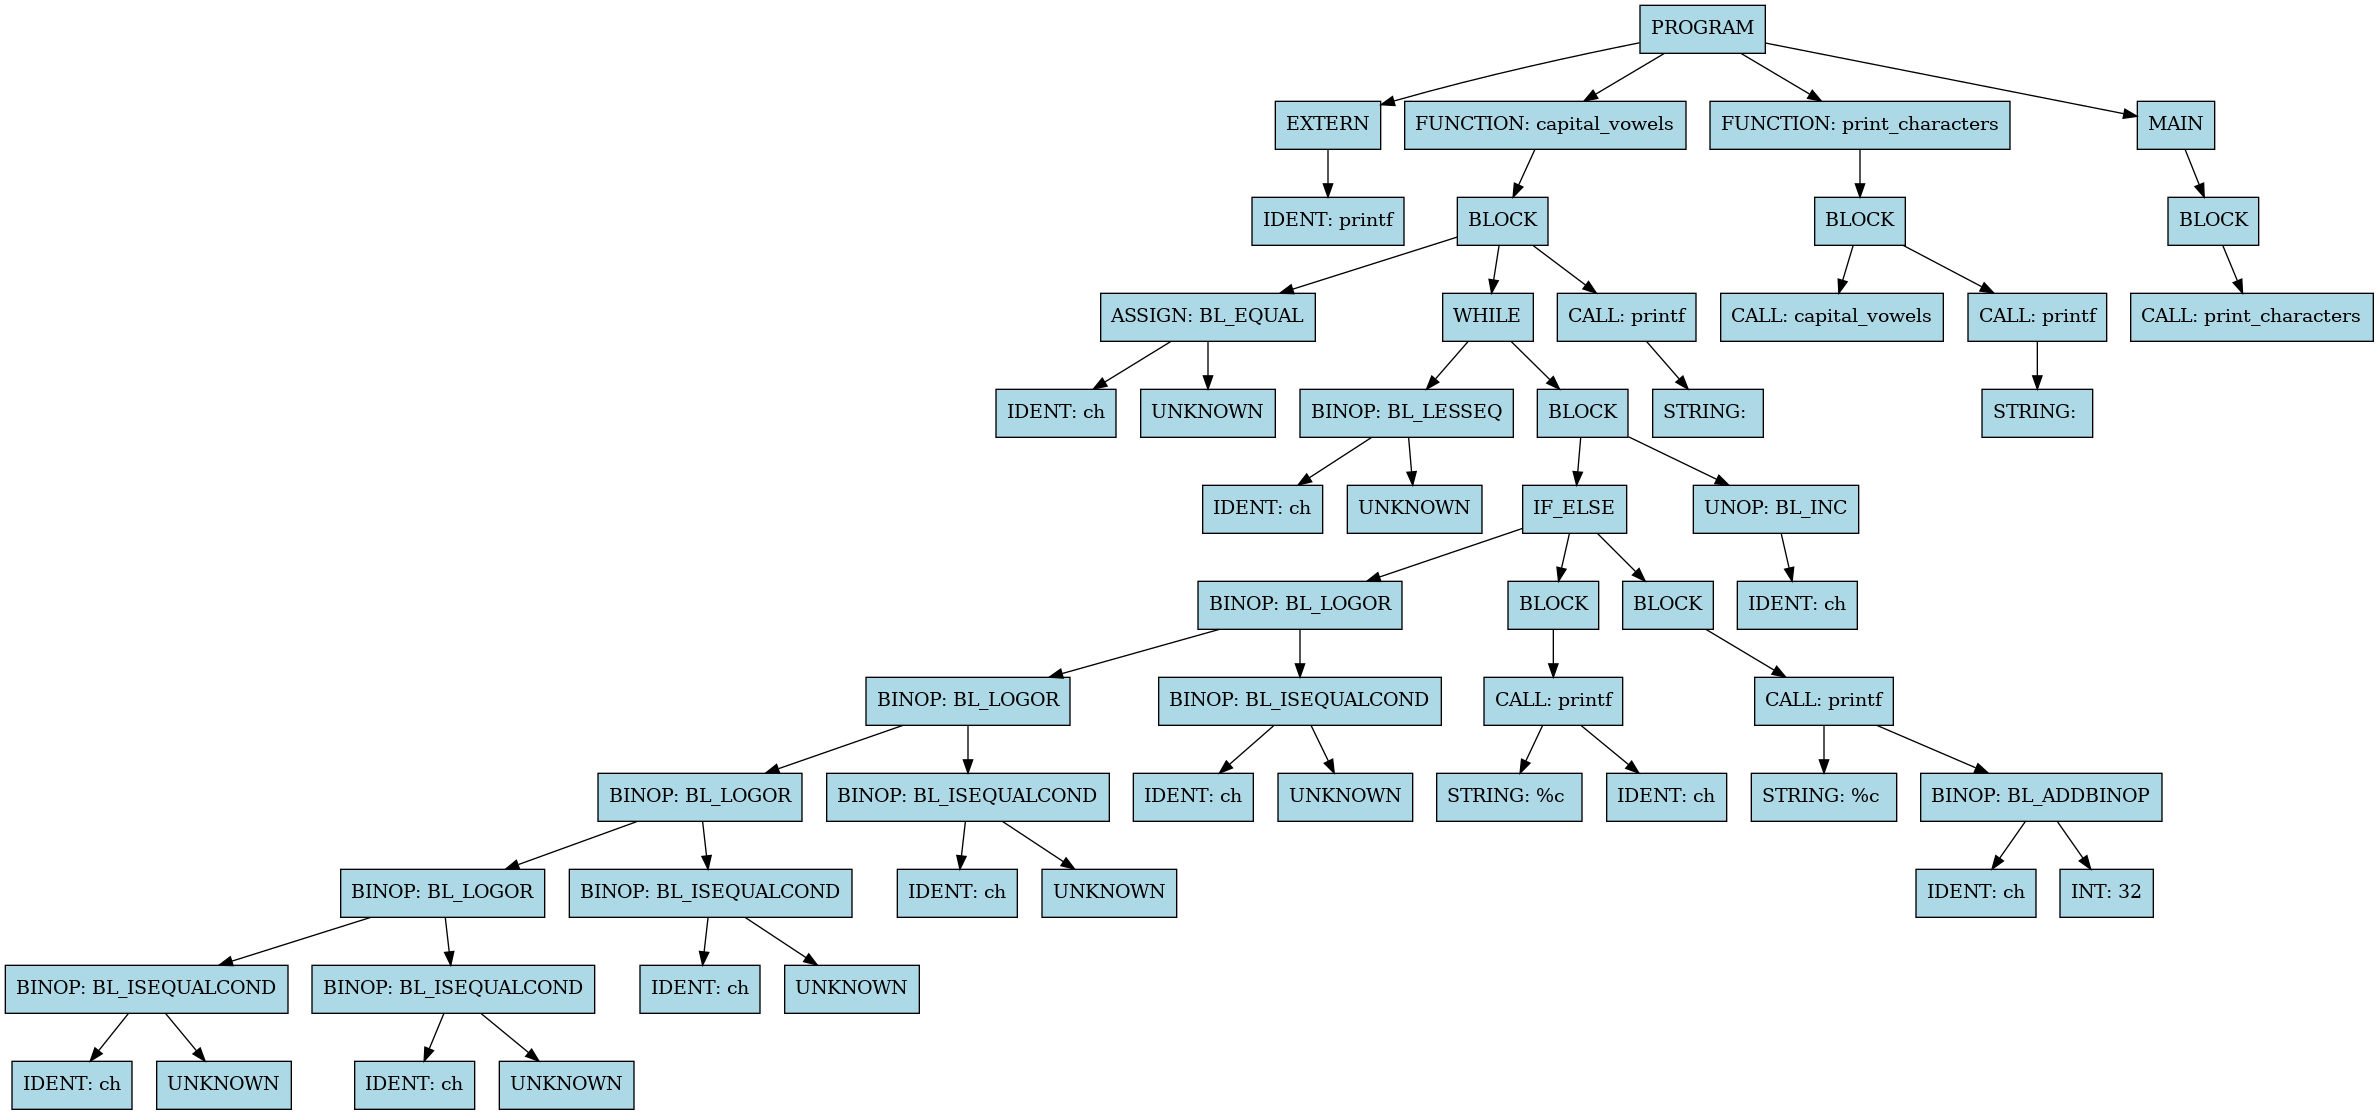 PROGRAM
EXTERN
FUNCTION: capital_vowels
FUNCTION: print_characters
MAIN
IDENT: printf
BLOCK
BLOCK
BLOCK
ASSIGN: BL_EQUAL
WHILE
CALL: printf
CALL: capital_vowels
CALL: printf
CALL: print_characters
IDENT: ch
UNKNOWN
BINOP: BL_LESSEQ
BLOCK
STRING:
STRING:
IDENT: ch
UNKNOWN
IF_ELSE
UNOP: BL_INC
BINOP: BL_LOGOR
BLOCK
BLOCK
IDENT: ch
BINOP: BL_LOGOR
BINOP: BL_ISEQUALCOND
CALL: printf
CALL: printf
BINOP: BL_LOGOR
BINOP: BL_ISEQUALCOND
IDENT: ch
UNKNOWN
STRING: %c
IDENT: ch
STRING: %c
BINOP: BL_ADDBINOP
BINOP: BL_LOGOR
BINOP: BL_ISEQUALCOND
IDENT: ch
UNKNOWN
IDENT: ch
INT: 32
BINOP: BL_ISEQUALCOND
BINOP: BL_ISEQUALCOND
IDENT: ch
UNKNOWN
IDENT: ch
UNKNOWN
IDENT: ch
UNKNOWN